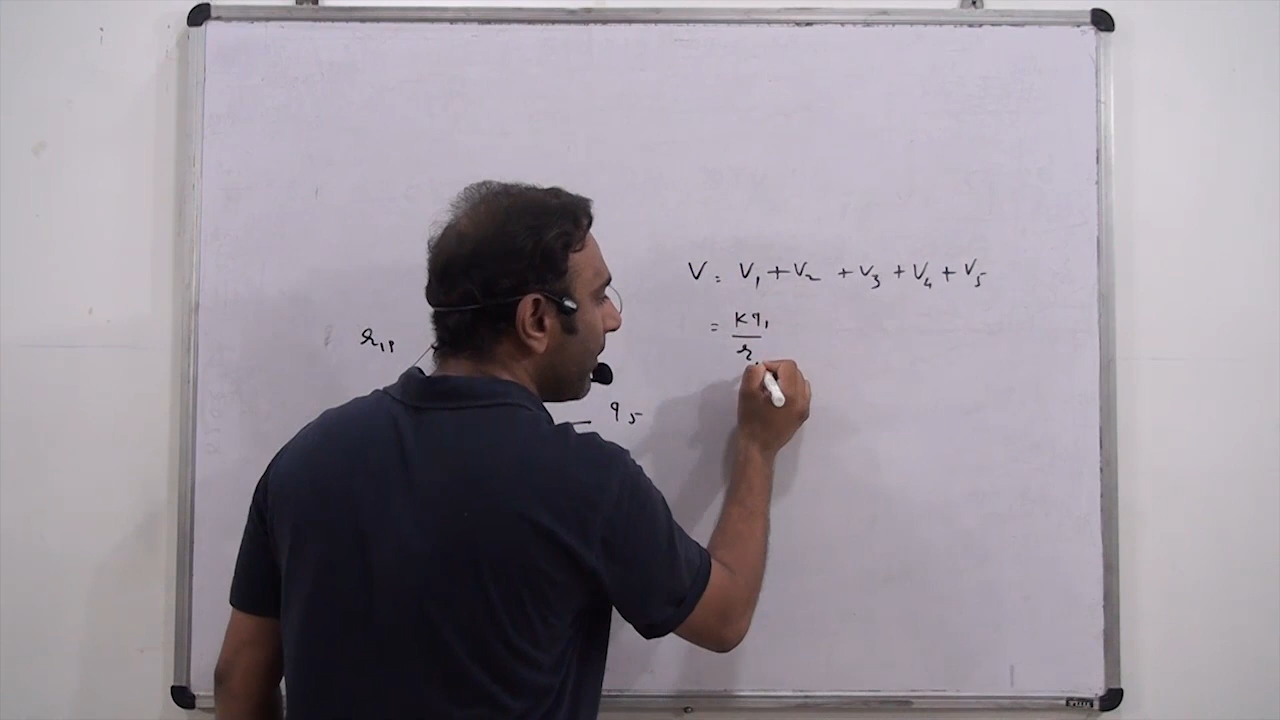 V = V₁ + V₂ + V₃ + V₄ + V₅
= Kq₁ / r₁
r₁p
q₅